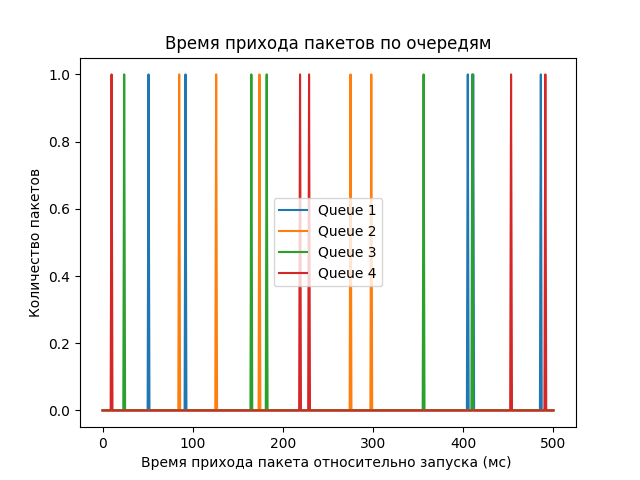 Время прихода пакетов по очередям
Количество пакетов
1.0
0.8
0.6
0.4
0.2
0.0
Queue 1
Queue 2
Queue 3
Queue 4
0 100 200 300 400 500
Время прихода пакета относительно запуска (мс)